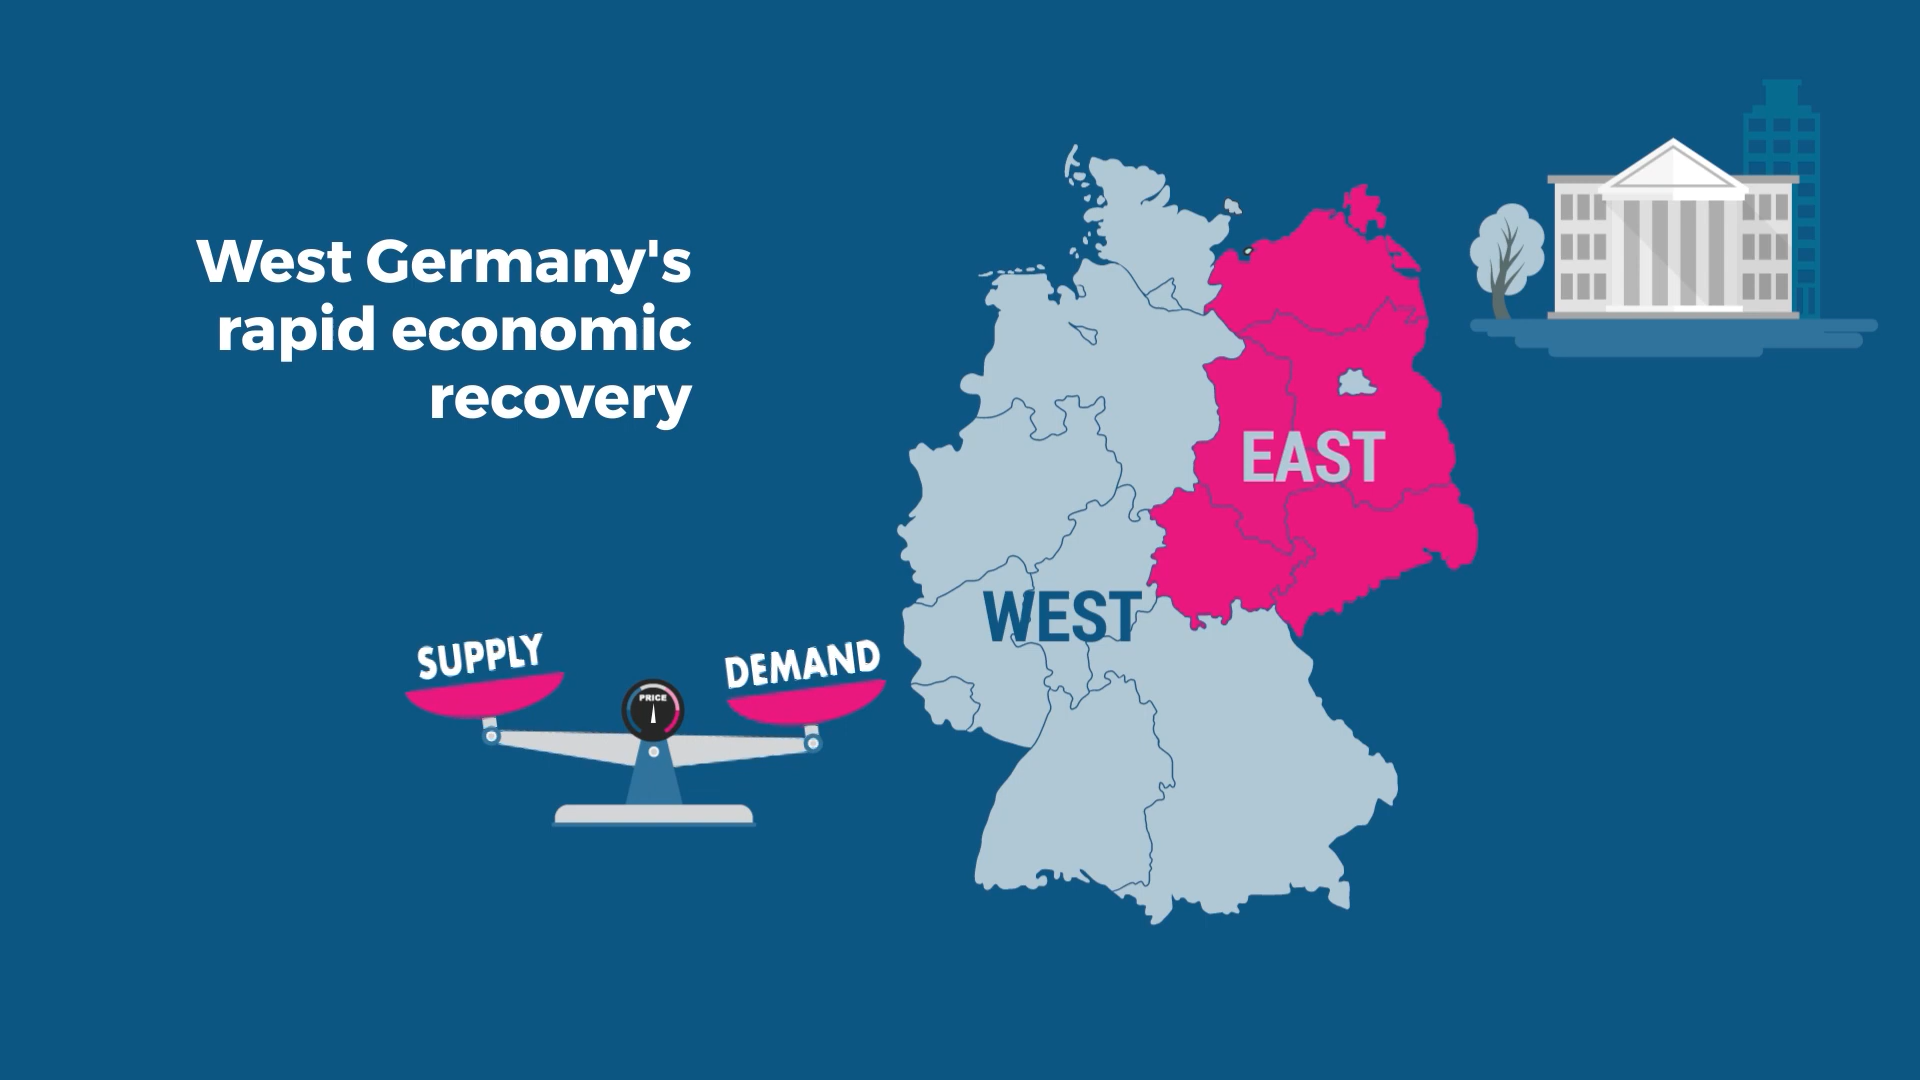 West Germany's
rapid economic
recovery
EAST
WEST
SUPPLY
DEMAND
PRICE